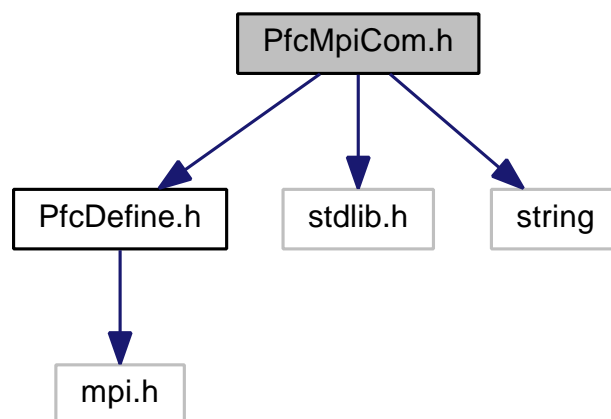 PfcMpiCom.h
PfcDefine.h
stdlib.h
string
mpi.h